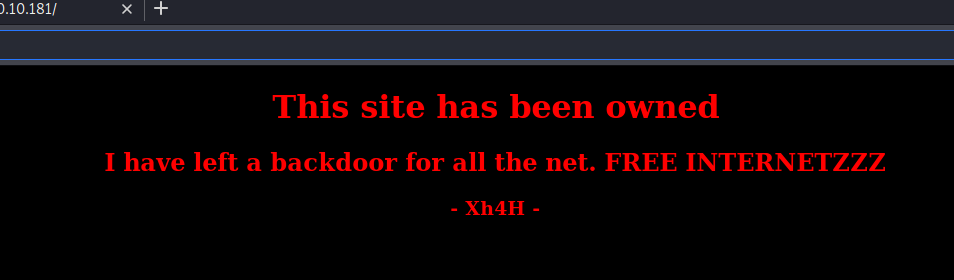 0.10.181/
This site has been owned
I have left a backdoor for all the net. FREE INTERNETZZZ
- Xh4H -